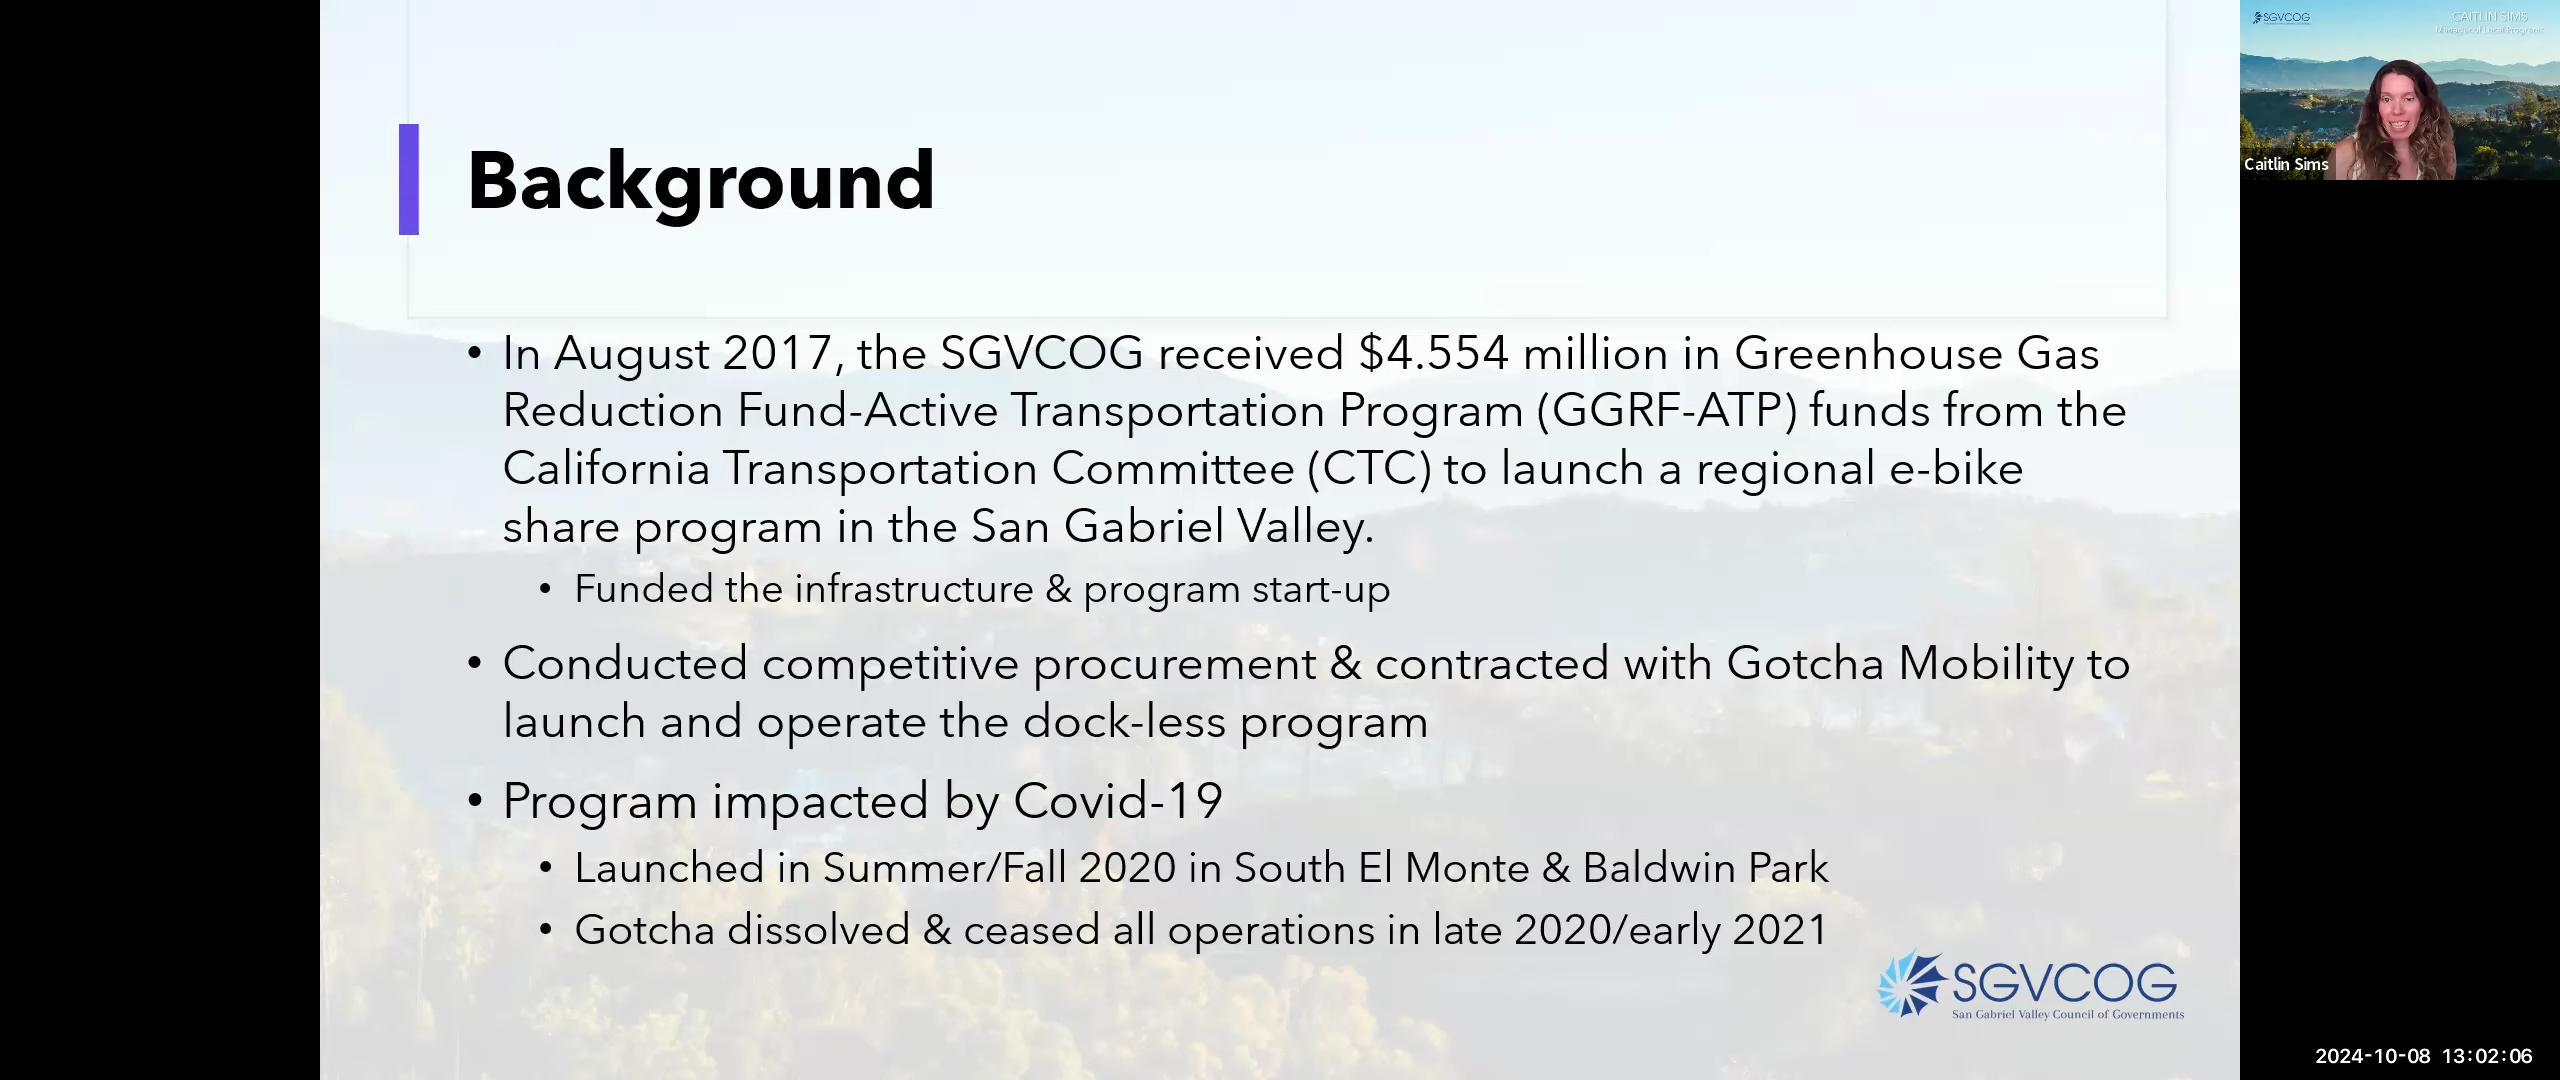 Background
• In August 2017, the SGVCOG received $4.554 million in Greenhouse Gas
Reduction Fund-Active Transportation Program (GGRF-ATP) funds from the
California Transportation Committee (CTC) to launch a regional e-bike
share program in the San Gabriel Valley.
• Funded the infrastructure & program start-up
• Conducted competitive procurement & contracted with Gotcha Mobility to
launch and operate the dock-less program
• Program impacted by Covid-19
• Launched in Summer/Fall 2020 in South El Monte & Baldwin Park
• Gotcha dissolved & ceased all operations in late 2020/early 2021
SGVCOG
San Gabriel Valley Council of Governments
SGVCOG
CAITLIN SIMS
Manager of Local Programs
Caitlin Sims
2024-10-08 13:02:06